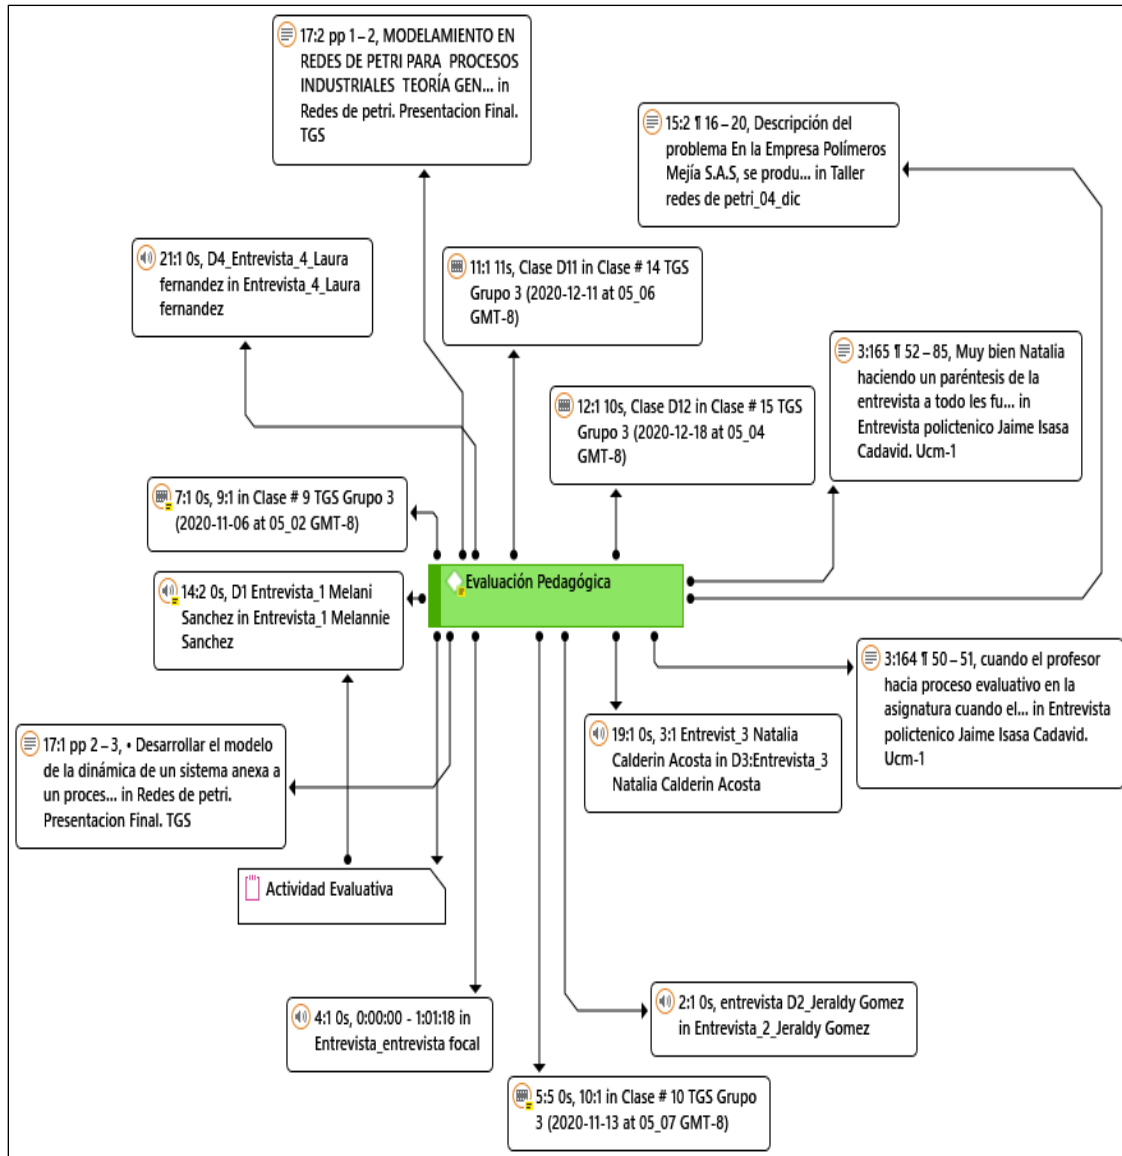 17:2 pp 1 – 2, MODELAMIENTO EN
REDES DE PETRI PARA PROCESOS
INDUSTRIALES TEORÍA GEN... in
Redes de petri. Presentacion Final.
TGS
15:2 ¶ 16 – 20, Descripción del
problema En la Empresa Polímeros
Mejía S.A.S, se produ... in Taller
redes de petri_04_dic
21:1 0s, D4_Entrevista_4_Laura
fernandez in Entrevista_4_Laura
fernandez
11:1 11s, Clase D11 in Clase # 14 TGS
Grupo 3 (2020-12-11 at 05_06
GMT-8)
3:165 ¶ 52 – 85, Muy bien Natalia
haciendo un paréntesis de la
entrevista a todo les fu... in
Entrevista polictenico Jaime Isasa
Cadavid. Ucm-1
12:1 10s, Clase D12 in Clase # 15 TGS
Grupo 3 (2020-12-18 at 05_04
GMT-8)
7:1 0s, 9:1 in Clase # 9 TGS Grupo 3
(2020-11-06 at 05_02 GMT-8)
Evaluación Pedagógica
14:2 0s, D1 Entrevista_1 Melani
Sanchez in Entrevista_1 Melannie
Sanchez
3:164 ¶ 50 – 51, cuando el profesor
hacia proceso evaluativo en la
asignatura cuando el... in Entrevista
polictenico Jaime Isasa Cadavid.
Ucm-1
19:1 0s, 3:1 Entrevist_3 Natalia
Calderin Acosta in D3:Entrevista_3
Natalia Calderin Acosta
17:1 pp 2 – 3, • Desarrollar el modelo
de la dinámica de un sistema anexa a
un proces... in Redes de petri.
Presentacion Final. TGS
Actividad Evaluativa
2:1 0s, entrevista D2_Jeraldy Gomez
in Entrevista_2_Jeraldy Gomez
4:1 0s, 0:00:00 - 1:01:18 in
Entrevista_entrevista focal
5:5 0s, 10:1 in Clase # 10 TGS Grupo
3 (2020-11-13 at 05_07 GMT-8)